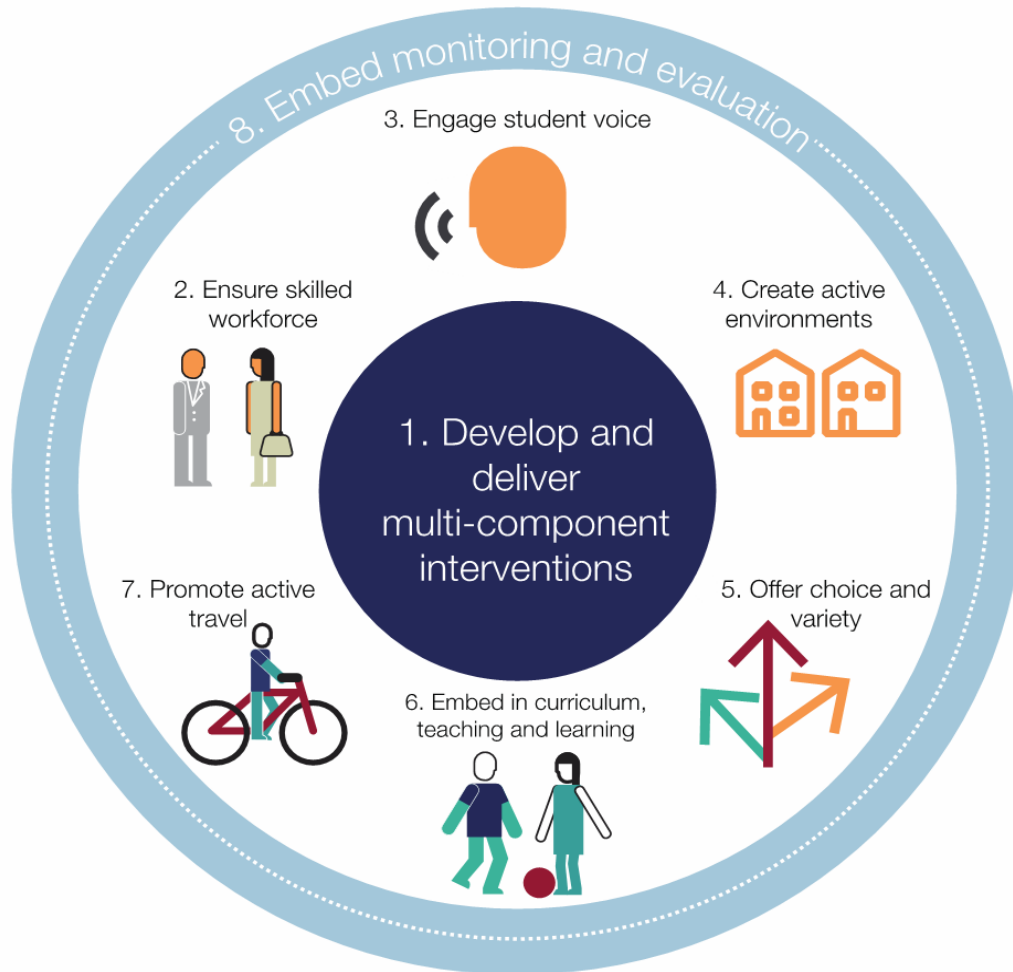 8. Embed monitoring and evaluation
3. Engage student voice
2. Ensure skilled
workforce
4. Create active
environments
1. Develop and
deliver
multi-component
interventions
7. Promote active
travel
5. Offer choice and
variety
6. Embed in curriculum,
teaching and learning